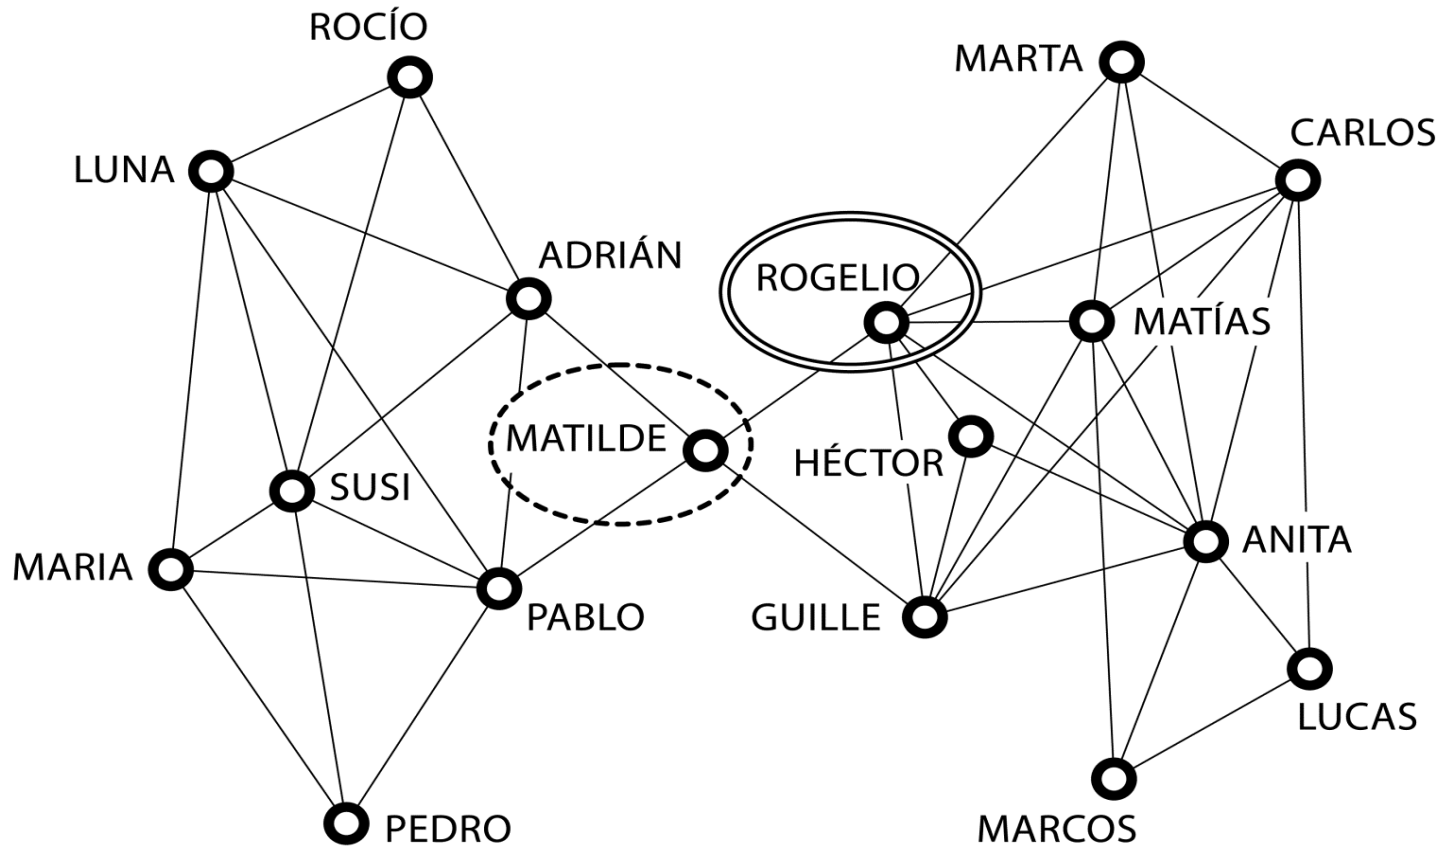 ROCÍO
MARTA
CARLOS
LUNA
ADRIÁN
ROGELIO
MATÍAS
MATILDE
HÉCTOR
SUSI
ANITA
MARIA
PABLO
GUILLE
LUCAS
PEDRO
MARCOS